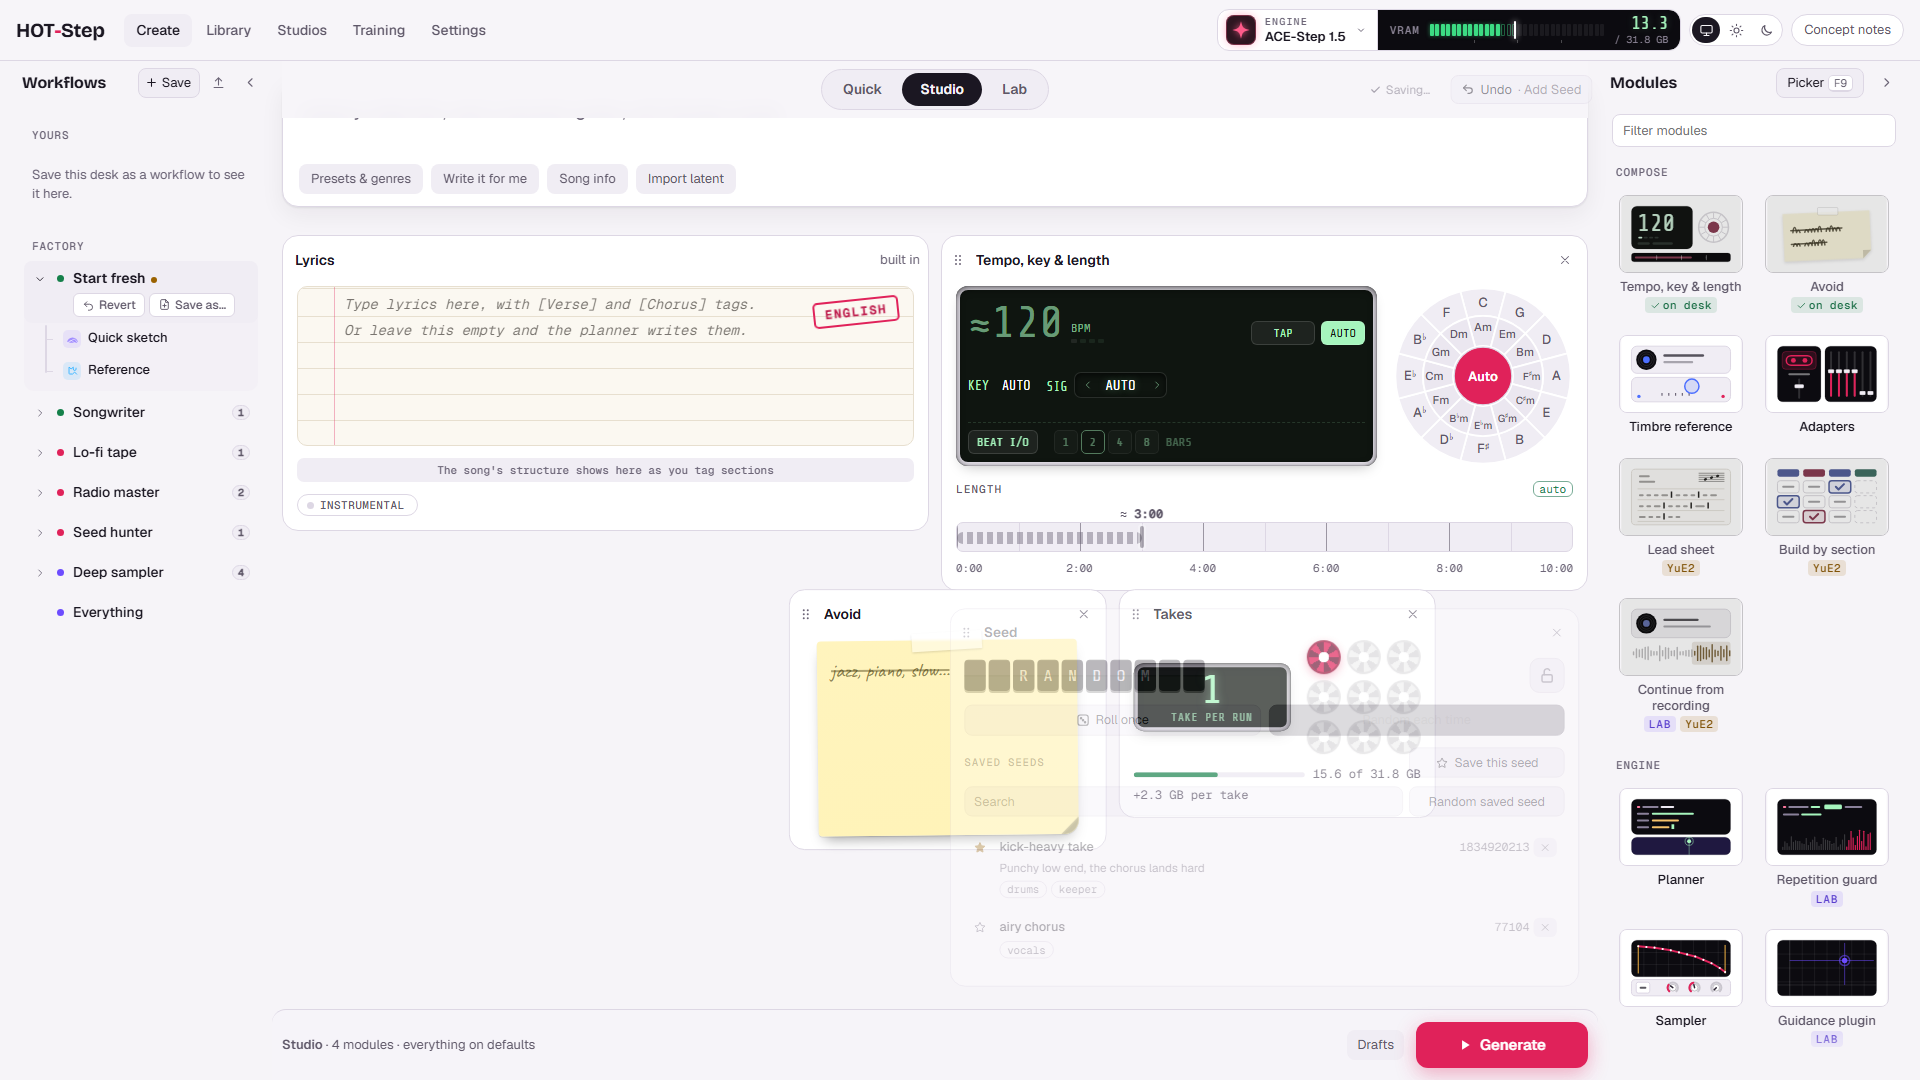 HOT-Step
Create
Library
Studios
Training
Settings
ENGINE
ACE-Step 1.5
VRAM
13.3
/ 31.8 GB
Concept notes
Workflows
+ Save
Quick
Studio
Lab
Saving…
Undo · Add Seed
Modules
Picker F9
Filter modules
YOURS
Save this desk as a workflow to see
it here.
FACTORY
Start fresh
Revert
Save as…
Quick sketch
Reference
Songwriter 1
Lo-fi tape 1
Radio master 2
Seed hunter 1
Deep sampler 4
Everything
Presets & genres
Write it for me
Song info
Import latent
Lyrics
built in
Type lyrics here, with [Verse] and [Chorus] tags.
Or leave this empty and the planner writes them.
ENGLISH
The song's structure shows here as you tag sections
INSTRUMENTAL
Tempo, key & length
≈120 BPM
TAP
AUTO
KEY AUTO SIG AUTO
BEAT I/O
1 2 4 8 BARS
C
G
D
A
E
B
F♯
D♭
A♭
E♭
B♭
F
Am
Em
Bm
F♯m
C♯m
G♯m
E♭m
B♭m
Fm
Cm
Gm
Dm
Auto
LENGTH
auto
≈ 3:00
0:00
2:00
4:00
6:00
8:00
10:00
Avoid
jazz, piano, slow…
Seed
RANDOM
Roll once
each time
SAVED SEEDS
Save this seed
Search
Random saved seed
kick-heavy take
1834920213
Punchy low end, the chorus lands hard
drums
keeper
airy chorus
77104
vocals
Takes
1
TAKE PER RUN
15.6 of 31.8 GB
+2.3 GB per take
COMPOSE
120
Tempo, key & length
on desk
Avoid
on desk
Timbre reference
Adapters
Lead sheet
YuE2
Build by section
YuE2
Continue from
recording
LAB
YuE2
ENGINE
Planner
Repetition guard
LAB
Sampler
Guidance plugin
LAB
Studio · 4 modules · everything on defaults
Drafts
Generate